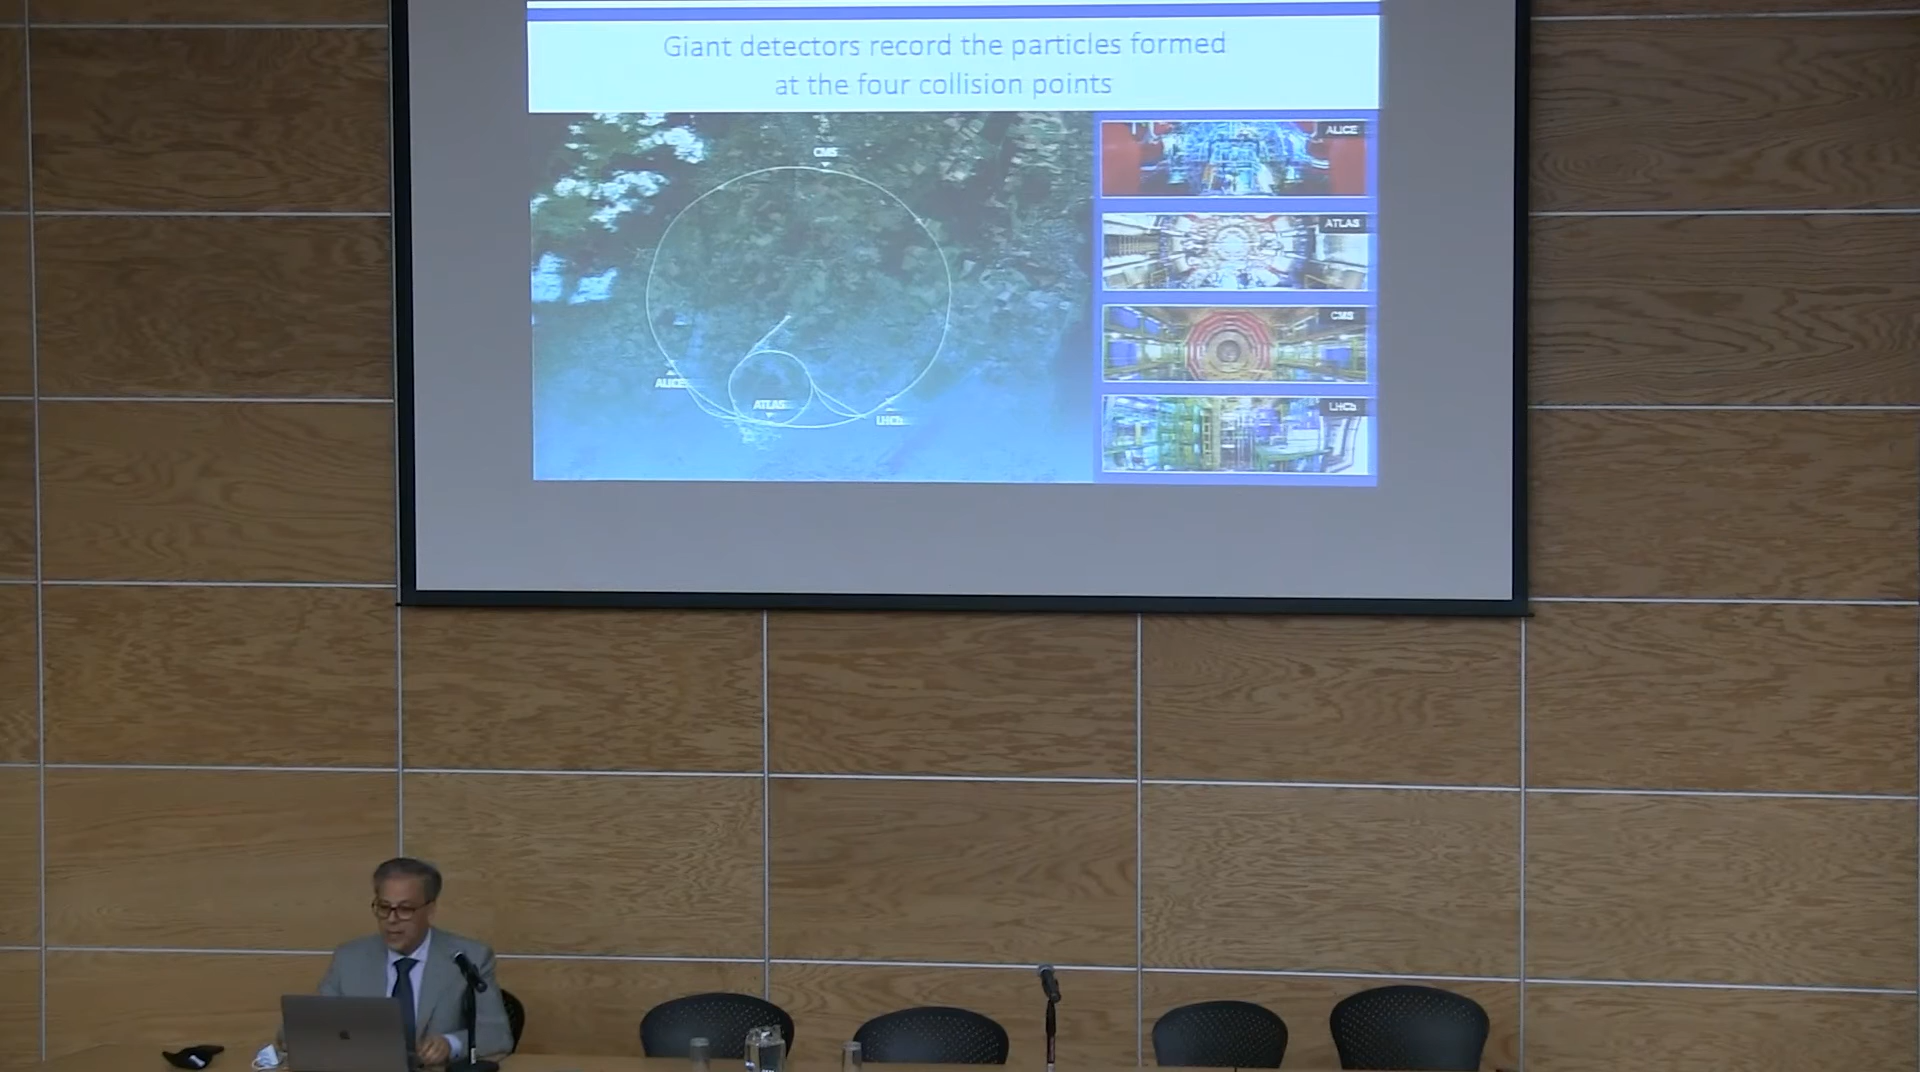 Giant detectors record the particles formed
at the four collision points
CMS
ALICE
ATLAS
LHCb
ALICE
ATLAS
CMS
LHCb